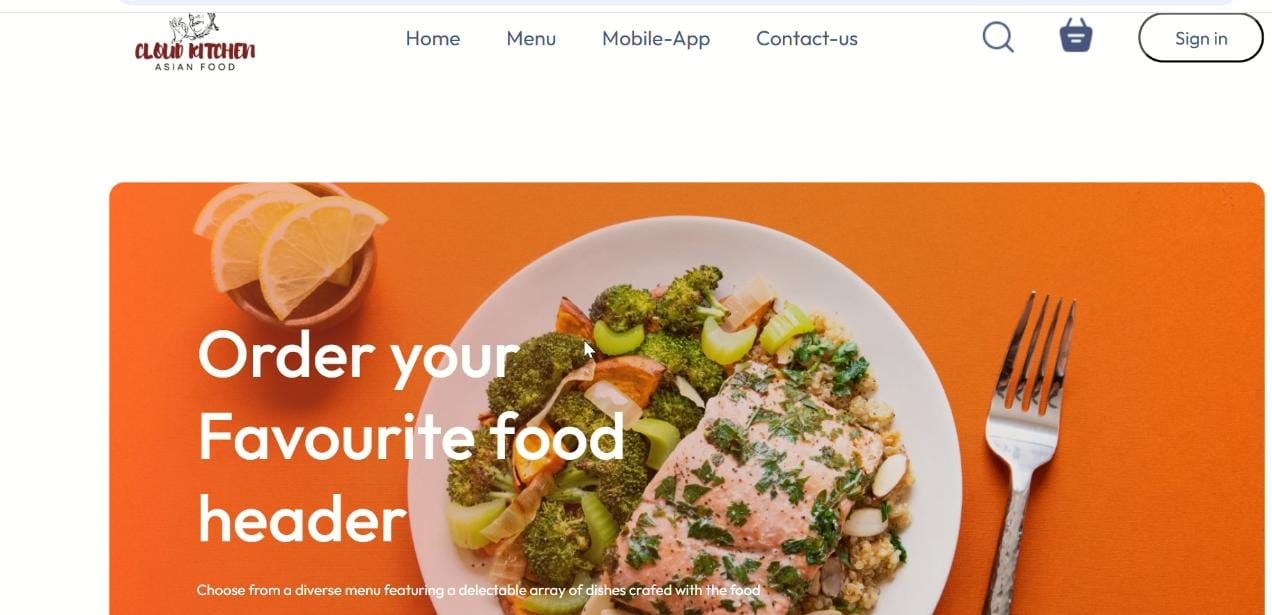 CLOUD KITCHEN
ASIAN FOOD
Home Menu Mobile-App Contact-us Sign in
Order your
Favourite food
header
Choose from a diverse menu featuring a delectable array of dishes crafed with the food